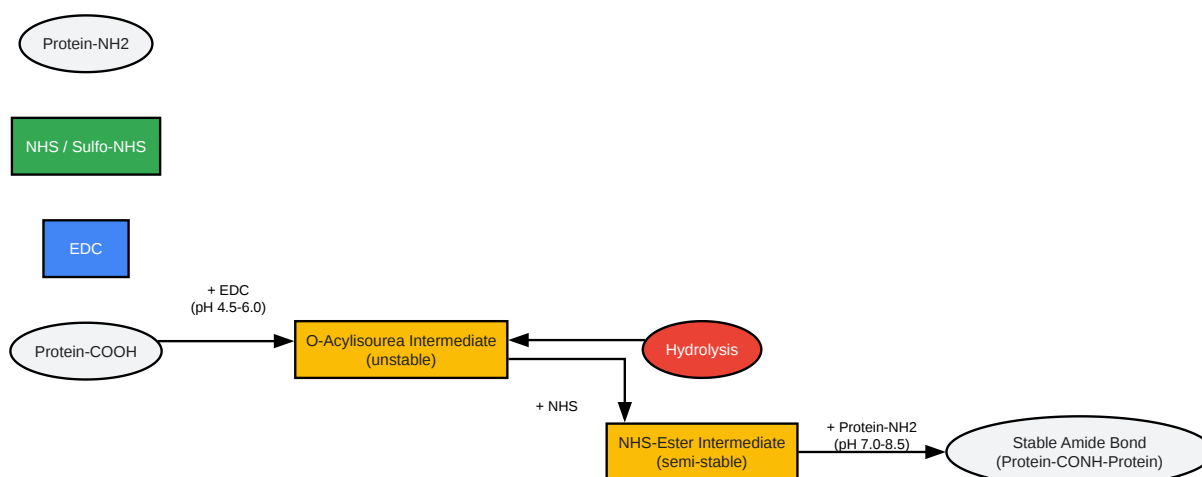 Protein-NH2
NHS / Sulfo-NHS
EDC
+ EDC
(pH 4.5-6.0)
Protein-COOH
O-Acylisourea Intermediate
(unstable)
Hydrolysis
+ NHS
NHS-Ester Intermediate
(semi-stable)
+ Protein-NH2
(pH 7.0-8.5)
Stable Amide Bond
(Protein-CONH-Protein)